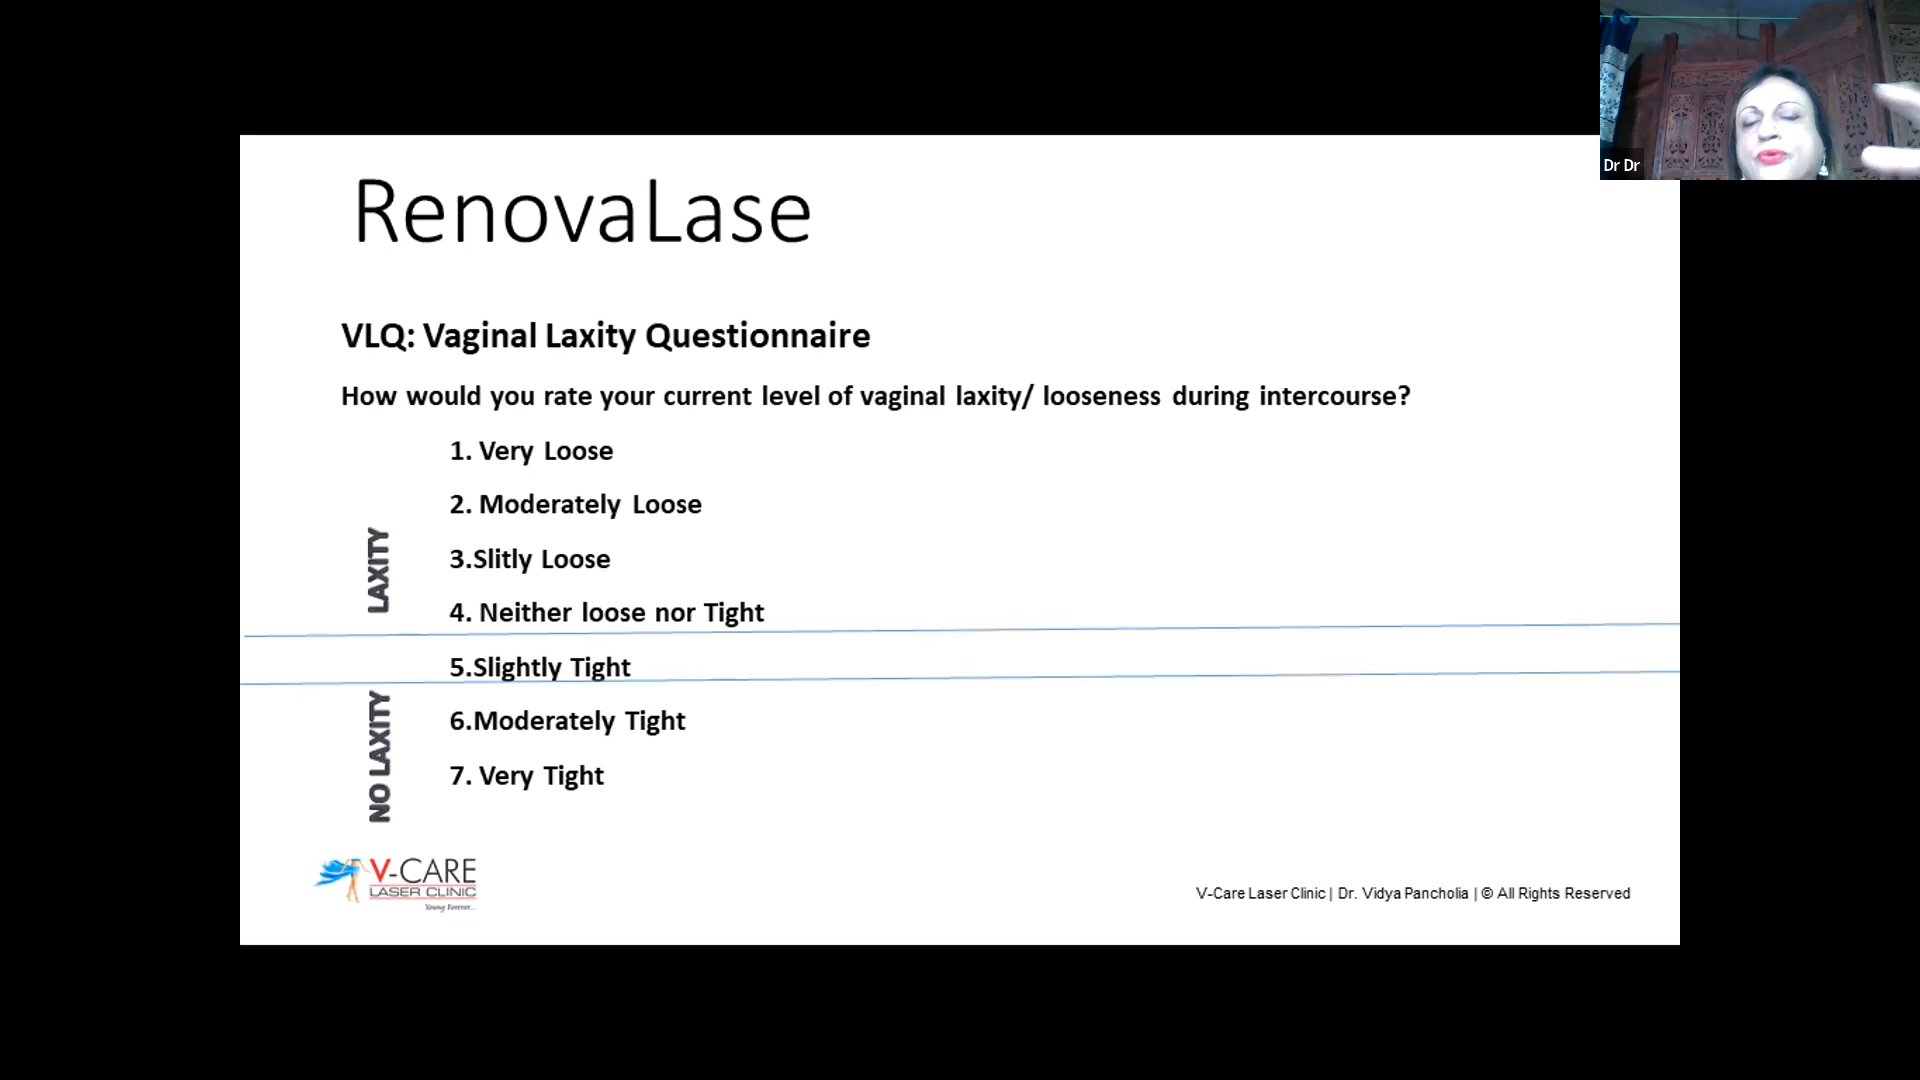 Dr Dr
RenovaLase
VLQ: Vaginal Laxity Questionnaire
How would you rate your current level of vaginal laxity/ looseness during intercourse?
1. Very Loose
2. Moderately Loose
3.Slitly Loose
4. Neither loose nor Tight
LAXITY
5.Slightly Tight
6.Moderately Tight
7. Very Tight
NO LAXITY
V-CARE
LASER CLINIC
Young Forever...
V-Care Laser Clinic | Dr. Vidya Pancholia | © All Rights Reserved